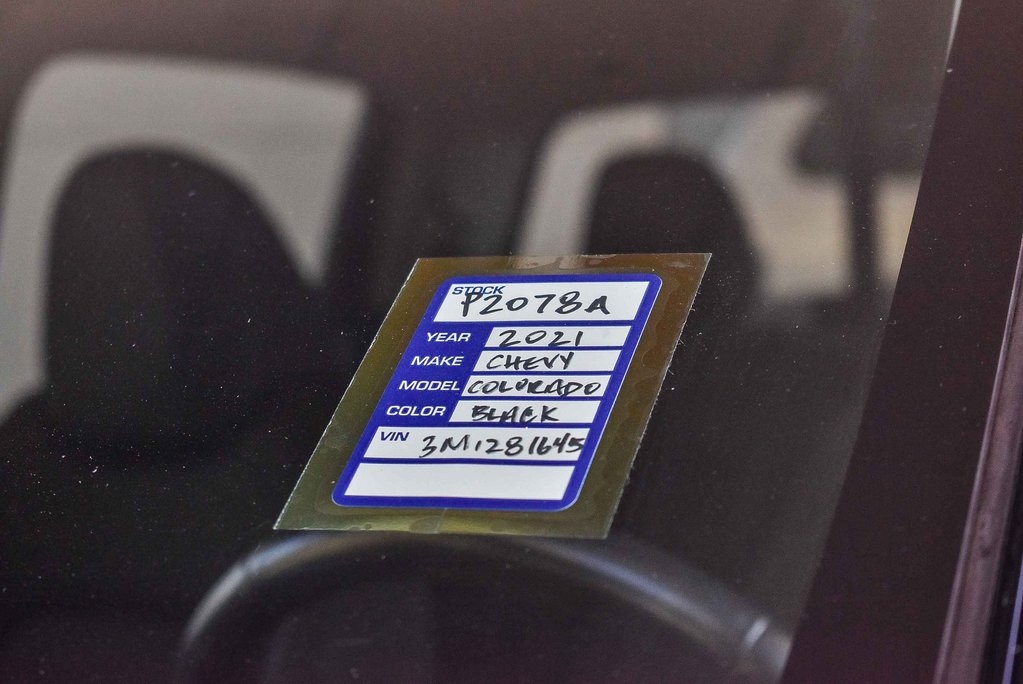 STOCK
P2078A
YEAR 2021
MAKE CHEVY
MODEL COLORADO
COLOR BLACK
VIN 3M1281645